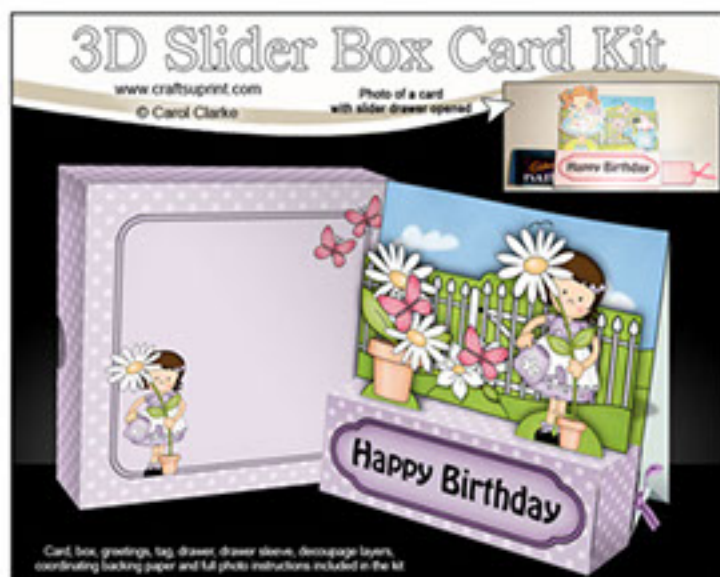 3D Slider Box Card Kit
www.craftsuprint.com
© Carol Clarke
Photo of a card
with slider drawer opened
Happy Birthday
Happy Birthday
Card, box, greetings, tag, drawer, drawer sleeve, decoupage layers,
coordinating backing paper and full photo instructions included in the kit